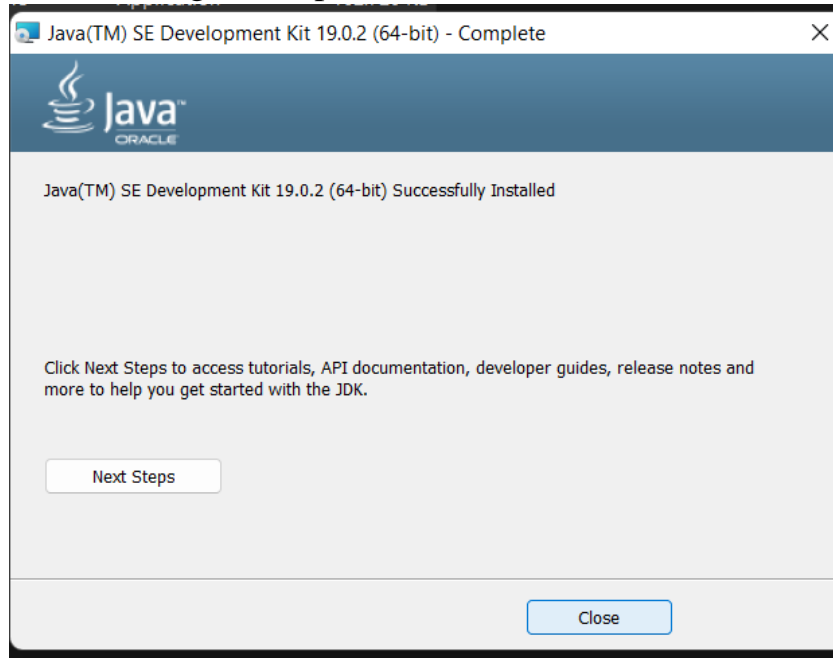 Java(TM) SE Development Kit 19.0.2 (64-bit) - Complete
Java™
ORACLE
Java(TM) SE Development Kit 19.0.2 (64-bit) Successfully Installed
Click Next Steps to access tutorials, API documentation, developer guides, release notes and
more to help you get started with the JDK.
Next Steps
Close